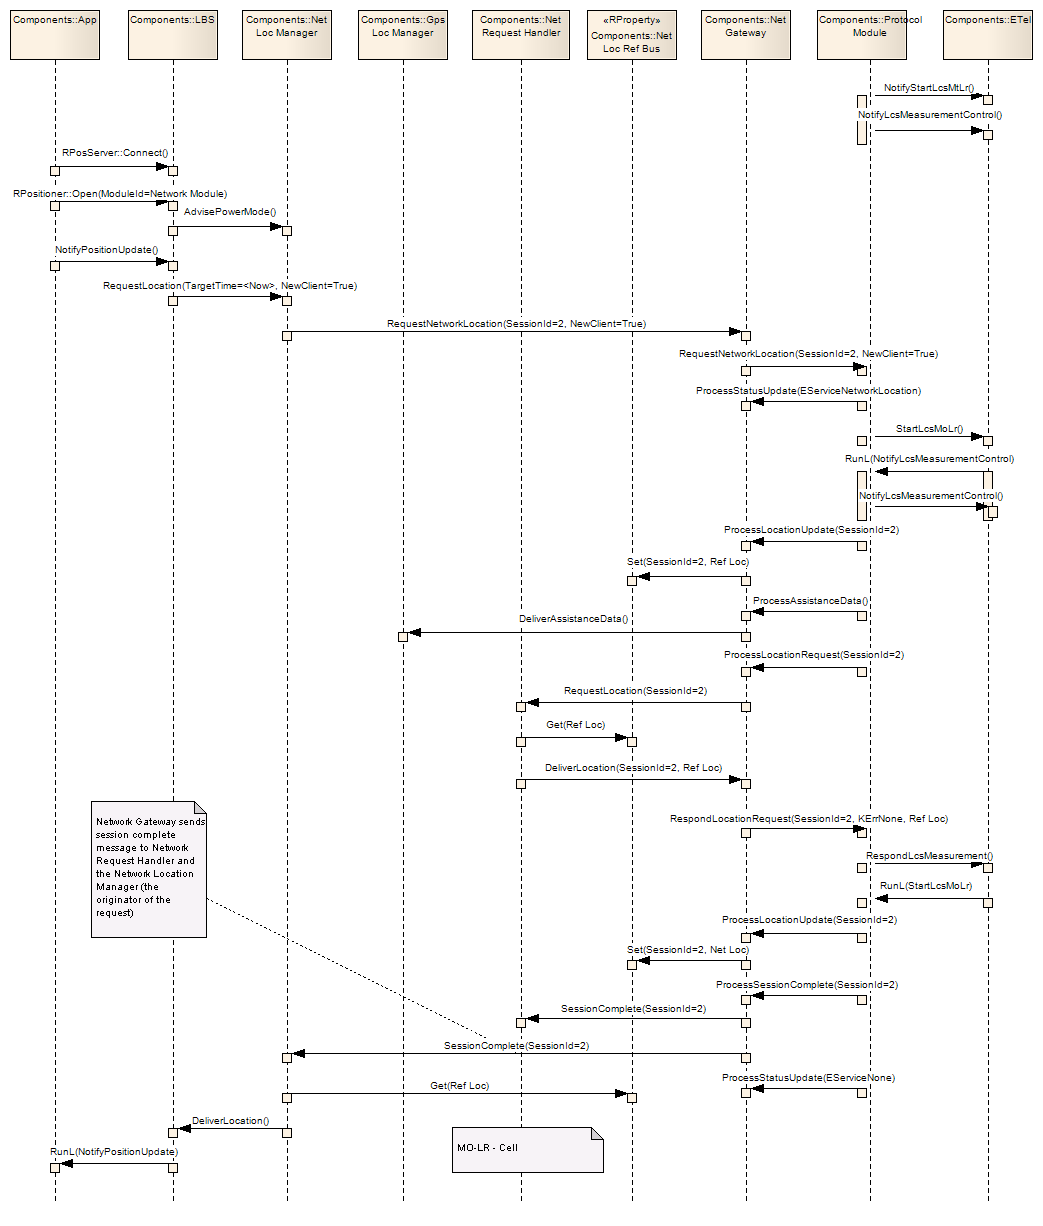 Components::App
Components::LBS
Components::Net
Loc Manager
Components::Gps
Loc Manager
Components::Net
Request Handler
«RProperty»
Components::Net
Loc Ref Bus
Components::Net
Gateway
Components::Protocol
Module
Components::ETel
NotifyStartLcsMtLr()
NotifyLcsMeasurementControl()
RPosServer::Connect()
RPositioner::Open(ModuleId=Network Module)
AdvisePowerMode()
NotifyPositionUpdate()
RequestLocation(TargetTime=<Now>, NewClient=True)
RequestNetworkLocation(SessionId=2, NewClient=True)
RequestNetworkLocation(SessionId=2, NewClient=True)
ProcessStatusUpdate(EServiceNetworkLocation)
StartLcsMoLr()
RunL(NotifyLcsMeasurementControl)
NotifyLcsMeasurementControl()
ProcessLocationUpdate(SessionId=2)
Set(SessionId=2, Ref Loc)
ProcessAssistanceData()
DeliverAssistanceData()
ProcessLocationRequest(SessionId=2)
RequestLocation(SessionId=2)
Get(Ref Loc)
DeliverLocation(SessionId=2, Ref Loc)
Network Gateway sends
session complete
message to Network
Request Handler and
the Network Location
Manager (the
originator of the
request)
RespondLocationRequest(SessionId=2, KErrNone, Ref Loc)
RespondLcsMeasurement()
RunL(StartLcsMoLr)
ProcessLocationUpdate(SessionId=2)
Set(SessionId=2, Net Loc)
ProcessSessionComplete(SessionId=2)
SessionComplete(SessionId=2)
SessionComplete(SessionId=2)
ProcessStatusUpdate(EServiceNone)
Get(Ref Loc)
DeliverLocation()
MO-LR - Cell
RunL(NotifyPositionUpdate)